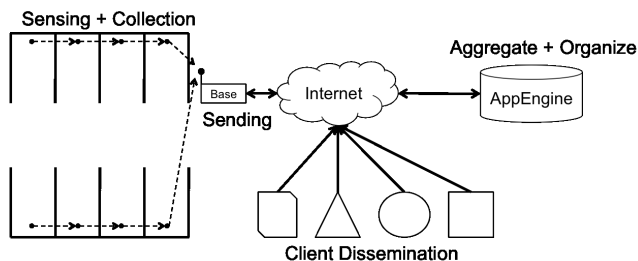 Sensing + Collection
Aggregate + Organize
Base
Internet
AppEngine
Sending
Client Dissemination